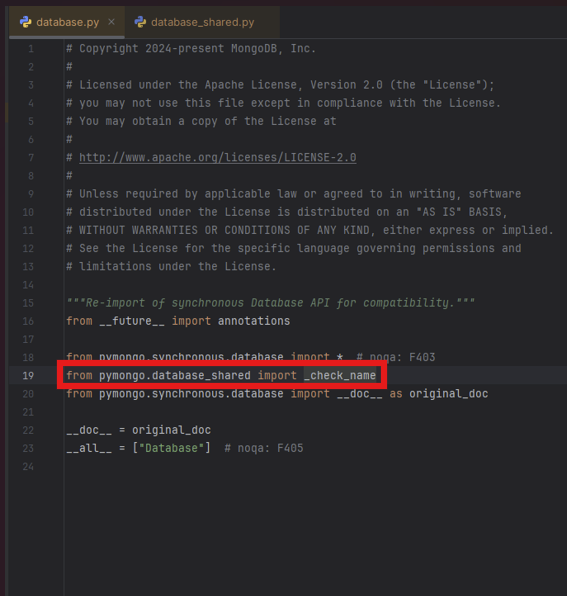 database.py
database_shared.py
1 # Copyright 2024-present MongoDB, Inc.
2 #
3 # Licensed under the Apache License, Version 2.0 (the "License");
4 # you may not use this file except in compliance with the License.
5 # You may obtain a copy of the License at
6 #
7 # http://www.apache.org/licenses/LICENSE-2.0
8 #
9 # Unless required by applicable law or agreed to in writing, software
10 # distributed under the License is distributed on an "AS IS" BASIS,
11 # WITHOUT WARRANTIES OR CONDITIONS OF ANY KIND, either express or implied.
12 # See the License for the specific language governing permissions and
13 # limitations under the License.
14
15 """Re-import of synchronous Database API for compatibility."""
16 from __future__ import annotations
17
18 from pymongo.synchronous.database import * # noqa: F403
19 from pymongo.database_shared import _check_name
20 from pymongo.synchronous.database import __doc__ as original_doc
21
22 __doc__ = original_doc
23 __all__ = ["Database"] # noqa: F405
24